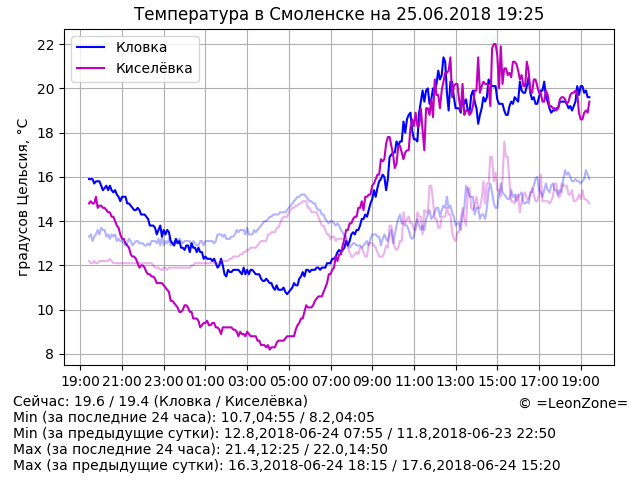 Температура в Смоленске на 25.06.2018 19:25
Кловка
Киселёвка
градусов Цельсия, °C
22
20
18
16
14
12
10
8
19:00 21:00 23:00 01:00 03:00 05:00 07:00 09:00 11:00 13:00 15:00 17:00 19:00
Сейчас: 19.6 / 19.4 (Кловка / Киселёвка)
© =LeonZone=
Min (за последние 24 часа): 10.7,04:55 / 8.2,04:05
Min (за предыдущие сутки): 12.8,2018-06-24 07:55 / 11.8,2018-06-23 22:50
Max (за последние 24 часа): 21.4,12:25 / 22.0,14:50
Max (за предыдущие сутки): 16.3,2018-06-24 18:15 / 17.6,2018-06-24 15:20